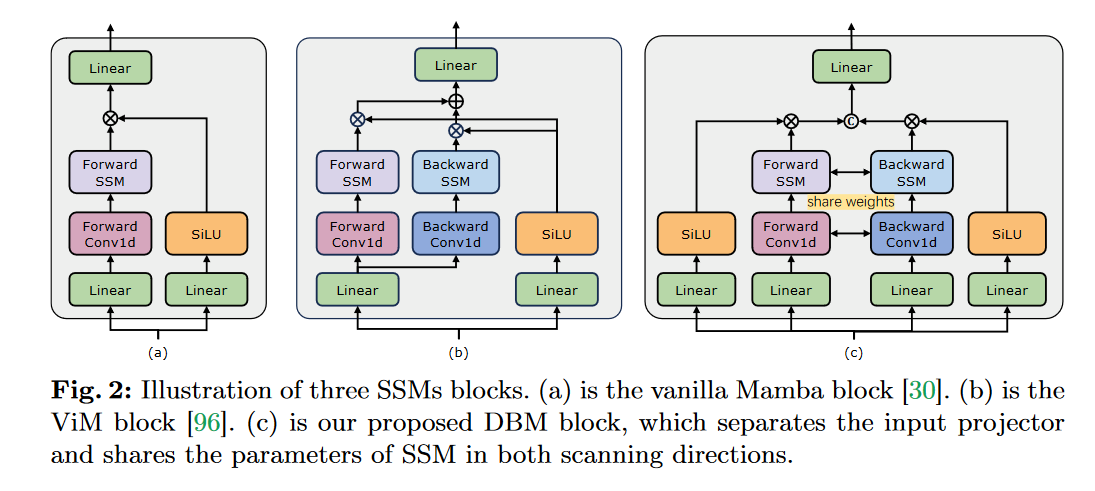 Linear
Linear
Linear
Forward
SSM
Forward
SSM
Backward
SSM
Forward
SSM
Backward
SSM
share weights
Forward
Conv1d
SiLU
Forward
Conv1d
Backward
Conv1d
SiLU
SiLU
Forward
Conv1d
Backward
Conv1d
SiLU
Linear
Linear
Linear
Linear
Linear
Linear
Linear
Linear
C
(a)
(b)
(c)
Fig. 2: Illustration of three SSMs blocks. (a) is the vanilla Mamba block [30]. (b) is the
ViM block [96]. (c) is our proposed DBM block, which separates the input projector
and shares the parameters of SSM in both scanning directions.